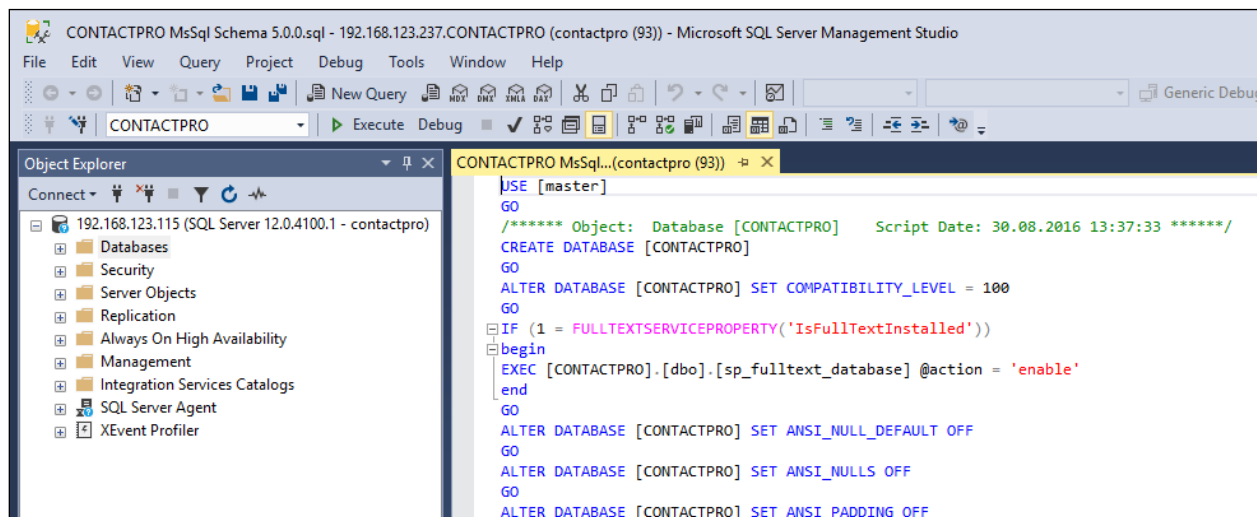 CONTACTPRO MsSql Schema 5.0.0.sql - 192.168.123.237.CONTACTPRO (contactpro (93)) - Microsoft SQL Server Management Studio
File Edit View Query Project Debug Tools Window Help
New Query MDX DMX XMLA DAX Generic Debug
CONTACTPRO Execute Debug
Object Explorer
Connect
192.168.123.115 (SQL Server 12.0.4100.1 - contactpro)
Databases
Security
Server Objects
Replication
Always On High Availability
Management
Integration Services Catalogs
SQL Server Agent
XEvent Profiler
CONTACTPRO MsSql...(contactpro (93))
USE [master]
GO
/****** Object:  Database [CONTACTPRO]    Script Date: 30.08.2016 13:37:33 ******/
CREATE DATABASE [CONTACTPRO]
GO
ALTER DATABASE [CONTACTPRO] SET COMPATIBILITY_LEVEL = 100
GO
IF (1 = FULLTEXTSERVICEPROPERTY('IsFullTextInstalled'))
begin
EXEC [CONTACTPRO].[dbo].[sp_fulltext_database] @action = 'enable'
end
GO
ALTER DATABASE [CONTACTPRO] SET ANSI_NULL_DEFAULT OFF
GO
ALTER DATABASE [CONTACTPRO] SET ANSI_NULLS OFF
GO
ALTER DATABASE [CONTACTPRO] SET ANSI_PADDING OFF